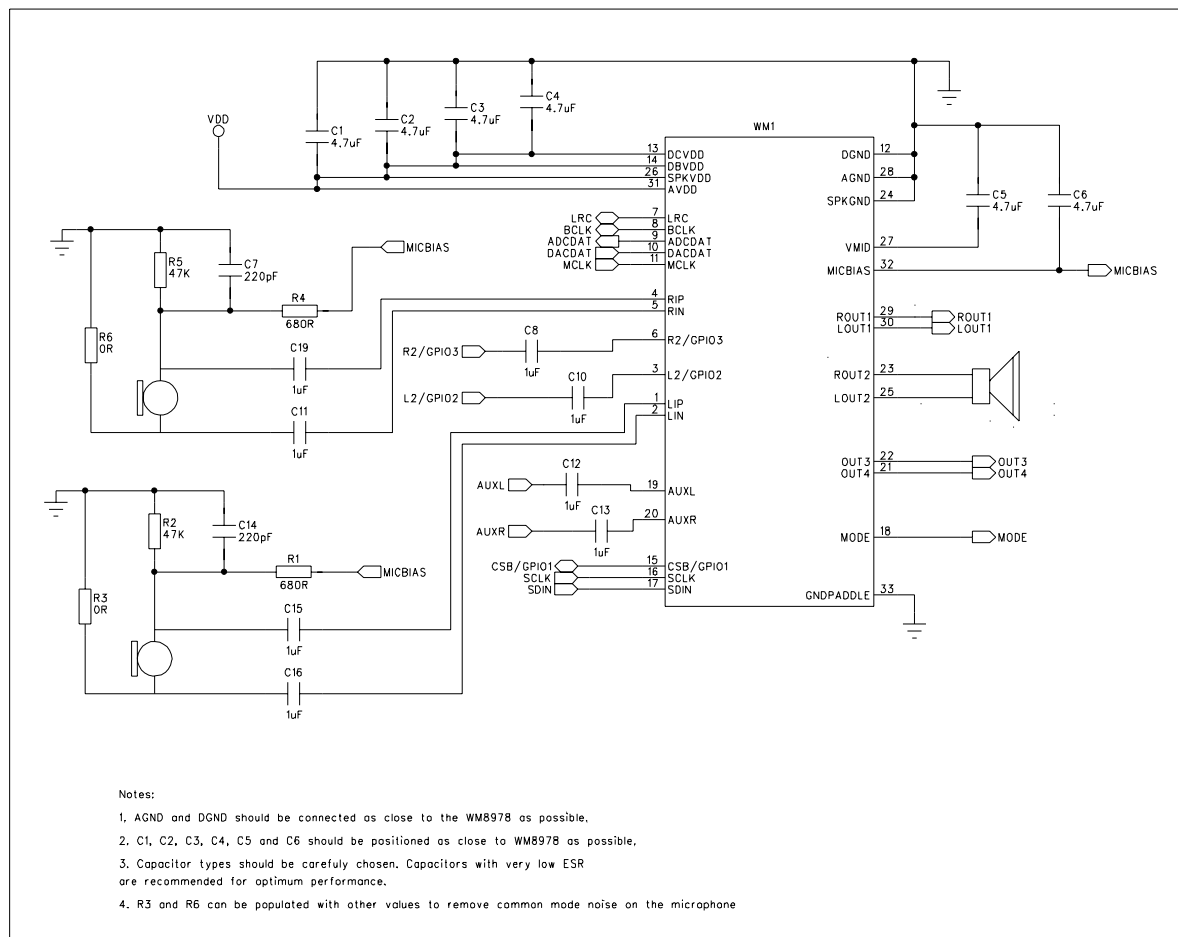 WM1
VDD
C1
4.7uF
C2
4.7uF
C3
4.7uF
C4
4.7uF
13
14
26
31
DCVDD
DBVDD
SPKVDD
AVDD
DGND 12
AGND 28
SPKGND 24
C5
4.7uF
C6
4.7uF
VMID 27
MICBIAS 32
MICBIAS
LRC 7 LRC
BCLK 8 BCLK
ADCDAT 9 ADCDAT
DACDAT 10 DACDAT
MCLK 11 MCLK
R5
47K
C7
220pF
MICBIAS
R4
680R
R6
0R
C19
1uF
C11
1uF
4 RIP
5 RIN
R2/GPIO3
C8
1uF
6 R2/GPIO3
L2/GPIO2
C10
1uF
3 L2/GPIO2
1 LIP
2 LIN
ROUT1 29 ROUT1
LOUT1 30 LOUT1
ROUT2 23
LOUT2 25
OUT3 22 OUT3
OUT4 21 OUT4
AUXL
C12
1uF
19 AUXL
AUXR
C13
1uF
20 AUXR
MODE 18 MODE
CSB/GPIO1 15 CSB/GPIO1
SCLK 16 SCLK
SDIN 17 SDIN
GNDPADDLE 33
R2
47K
C14
220pF
R1
680R
MICBIAS
R3
0R
C15
1uF
C16
1uF
Notes:
1. AGND and DGND should be connected as close to the WM8978 as possible.
2. C1, C2, C3, C4, C5 and C6 should be positioned as close to WM8978 as possible.
3. Capacitor types should be carefuly chosen. Capacitors with very low ESR
are recommended for optimum performance.
4. R3 and R6 can be populated with other values to remove common mode noise on the microphane